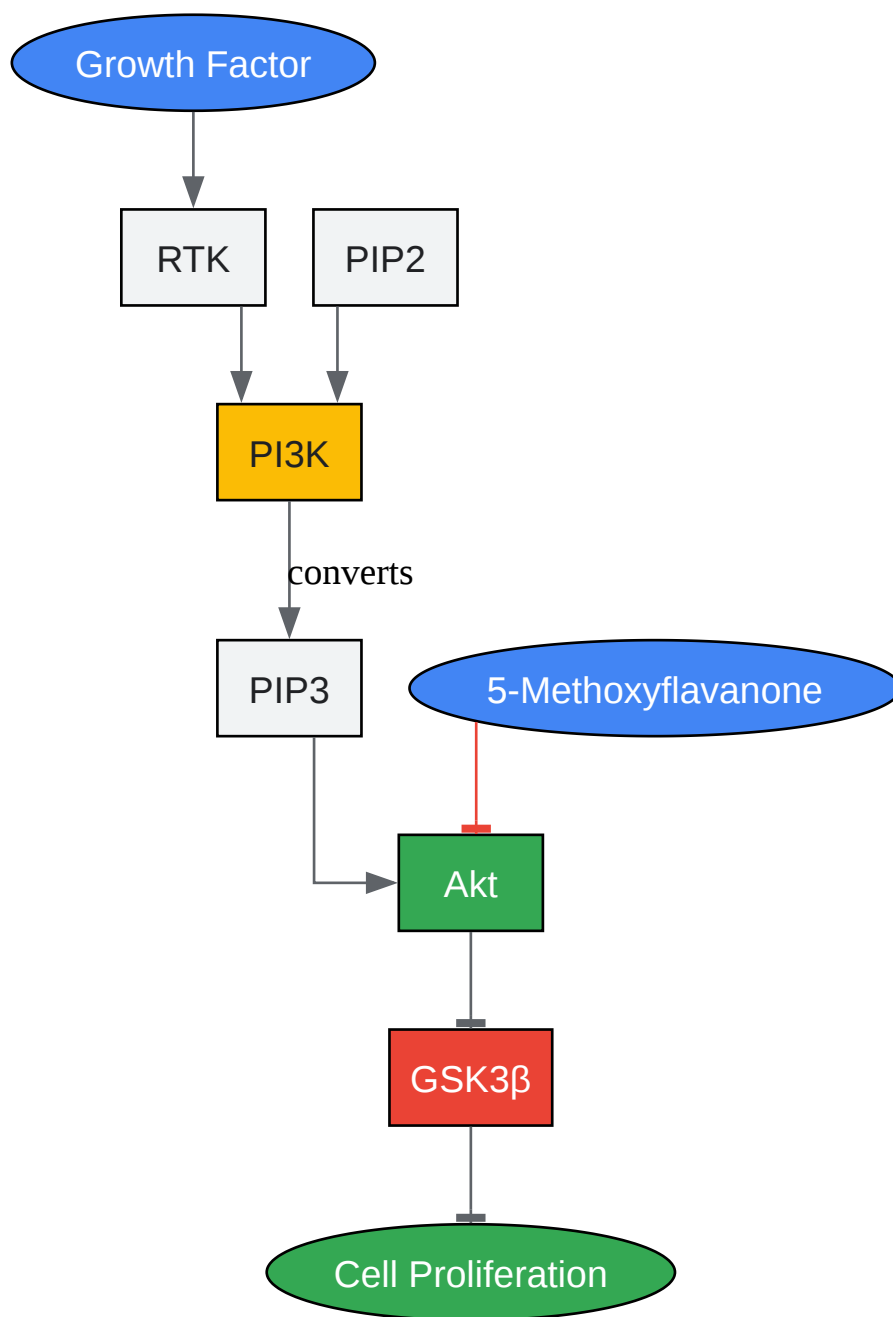 Growth Factor
RTK
PIP2
PI3K
converts
PIP3
5-Methoxyflavanone
Akt
GSK3β
Cell Proliferation